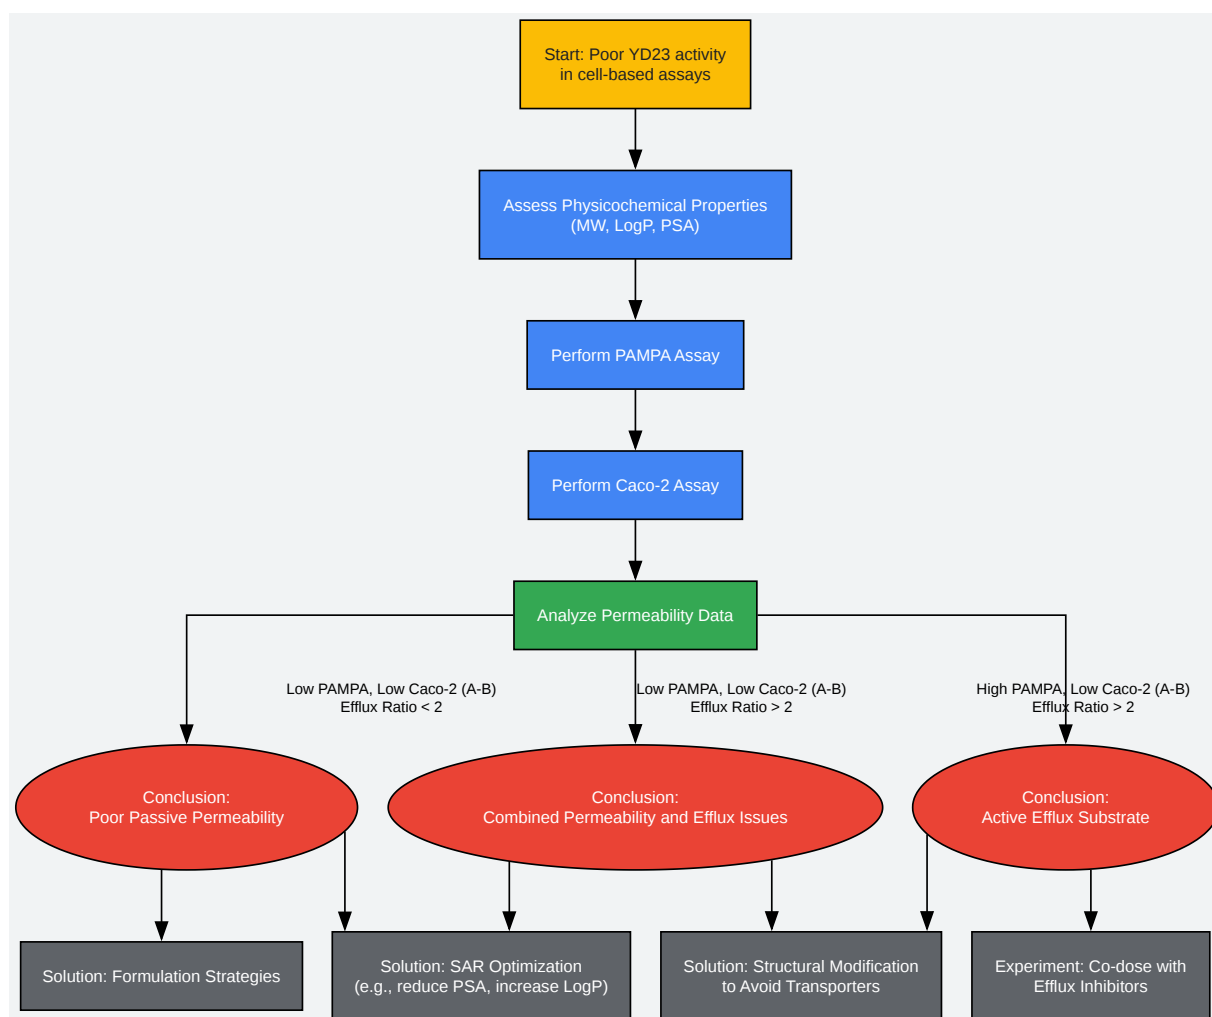 Start: Poor YD23 activity
in cell-based assays
Assess Physicochemical Properties
(MW, LogP, PSA)
Perform PAMPA Assay
Perform Caco-2 Assay
Analyze Permeability Data
Low PAMPA, Low Caco-2 (A-B)
Efflux Ratio < 2
Low PAMPA, Low Caco-2 (A-B)
Efflux Ratio > 2
High PAMPA, Low Caco-2 (A-B)
Efflux Ratio > 2
Conclusion:
Poor Passive Permeability
Conclusion:
Combined Permeability and Efflux Issues
Conclusion:
Active Efflux Substrate
Solution: Formulation Strategies
Solution: SAR Optimization
(e.g., reduce PSA, increase LogP)
Solution: Structural Modification
to Avoid Transporters
Experiment: Co-dose with
Efflux Inhibitors